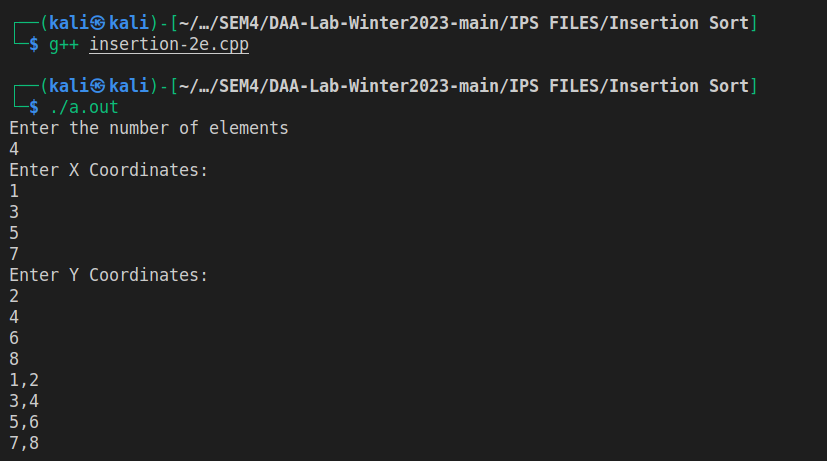 ┌──(kali㉿kali)-[~/…/SEM4/DAA-Lab-Winter2023-main/IPS FILES/Insertion Sort]
└─$ g++ insertion-2e.cpp
┌──(kali㉿kali)-[~/…/SEM4/DAA-Lab-Winter2023-main/IPS FILES/Insertion Sort]
└─$ ./a.out
Enter the number of elements
4
Enter X Coordinates:
1
3
5
7
Enter Y Coordinates:
2
4
6
8
1,2
3,4
5,6
7,8